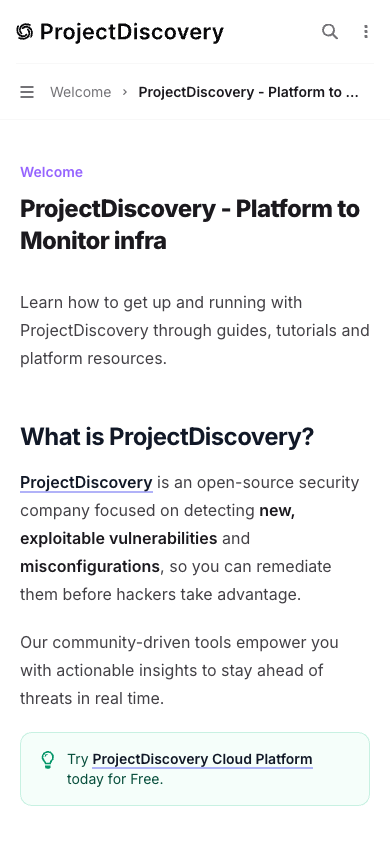 ProjectDiscovery
Welcome > ProjectDiscovery - Platform to ...
Welcome
ProjectDiscovery - Platform to
Monitor infra
Learn how to get up and running with
ProjectDiscovery through guides, tutorials and
platform resources.
What is ProjectDiscovery?
ProjectDiscovery is an open-source security
company focused on detecting new,
exploitable vulnerabilities and
misconfigurations, so you can remediate
them before hackers take advantage.
Our community-driven tools empower you
with actionable insights to stay ahead of
threats in real time.
Try ProjectDiscovery Cloud Platform
today for Free.